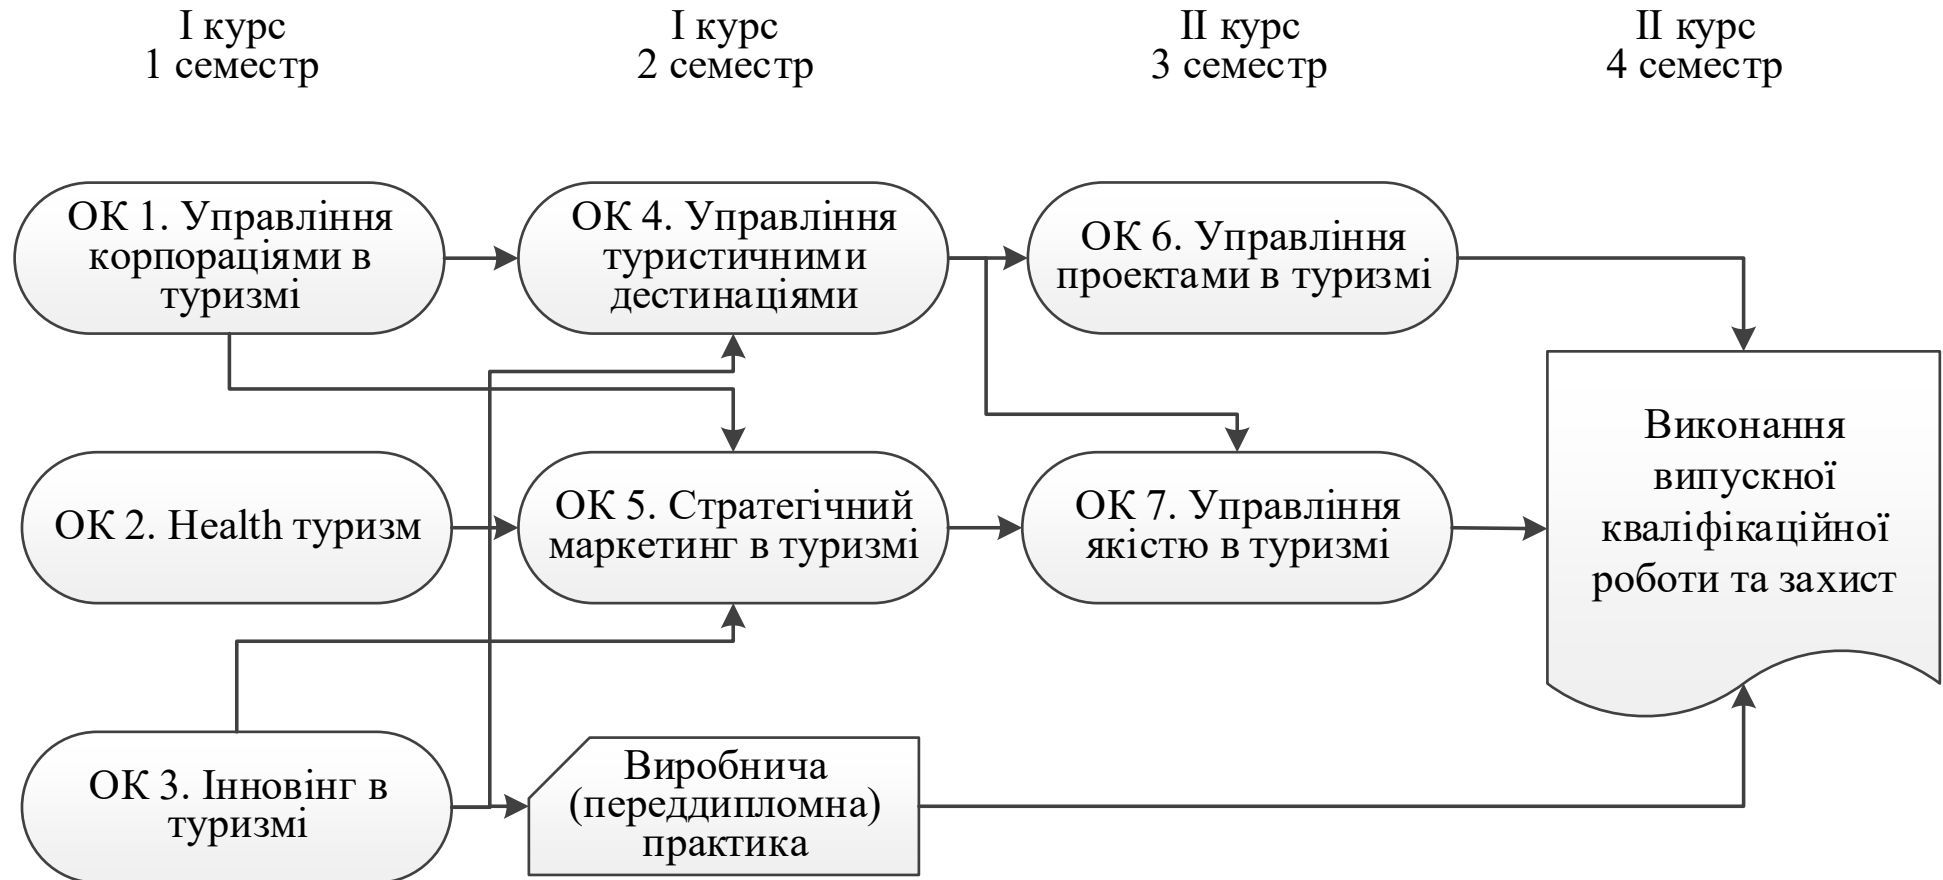 І курс
1 семестр
І курс
2 семестр
ІІ курс
3 семестр
ІІ курс
4 семестр
ОК 1. Управління
корпораціями в
туризмі
ОК 4. Управління
туристичними
дестинаціями
ОК 6. Управління
проектами в туризмі
ОК 2. Health туризм
ОК 5. Стратегічний
маркетинг в туризмі
ОК 7. Управління
якістю в туризмі
Виконання
випускної
кваліфікаційної
роботи та захист
ОК 3. Інновінг в
туризмі
Виробнича
(переддипломна)
практика